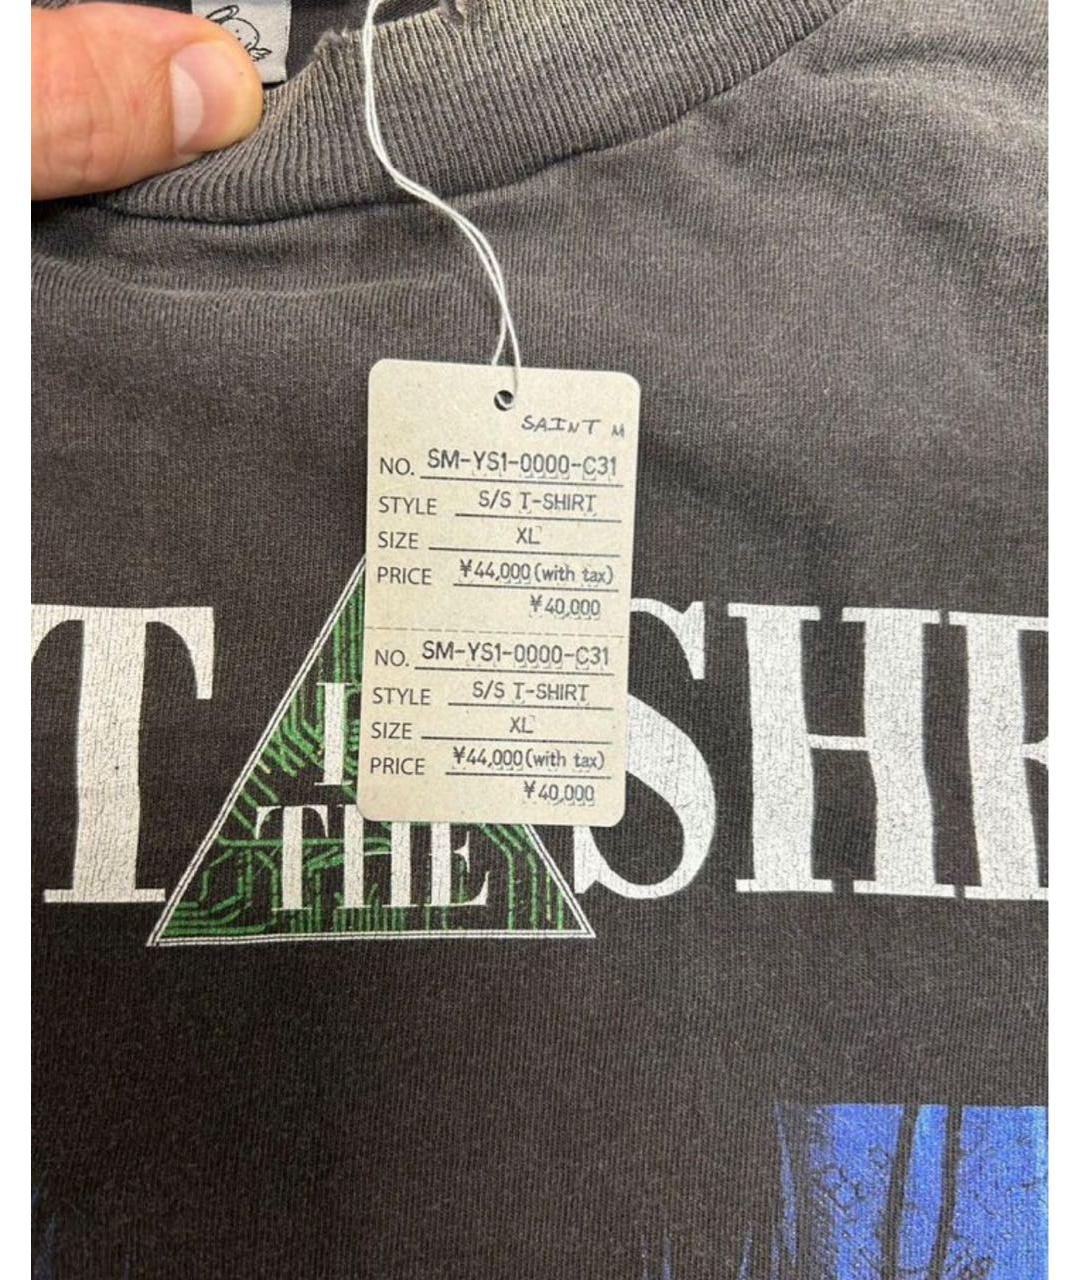 SAINT M
NO. SM-YS1-0000-C31
STYLE S/S T-SHIRT
SIZE XL
PRICE ¥44,000(with tax)
¥40,000
NO. SM-YS1-0000-C31
STYLE S/S T-SHIRT
SIZE XL
PRICE ¥44,000(with tax)
¥40,000
T SH
THE